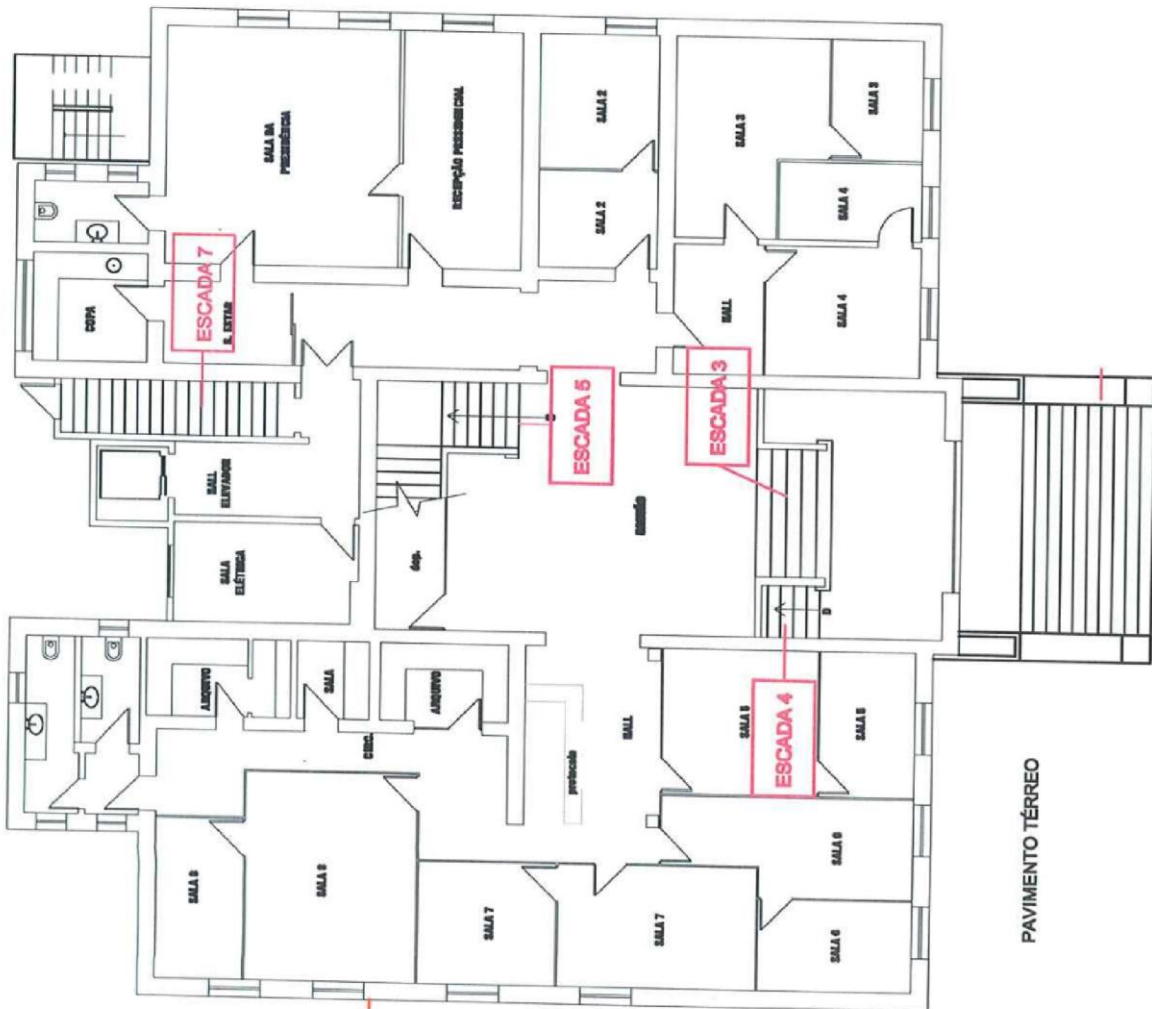 SALA DA
PRESIDÊNCIA
RECEPÇÃO PRESIDENCIAL
SALA 2
SALA 2
SALA 3
SALA 3
SALA 4
SALA 4
HALL
COPA
ESCADA 7
S. ESTAR
ESCADA 5
ESCADA 3
HALL
ELEVADOR
SALA
ELÉTRICA
dep.
D
ARQUIVO
SALA
ARQUIVO
CIRC.
protocolo
HALL
SALA 5
SALA 5
ESCADA 4
SALA 8
SALA 8
SALA 7
SALA 7
SALA 6
SALA 6
PAVIMENTO TÉRREO